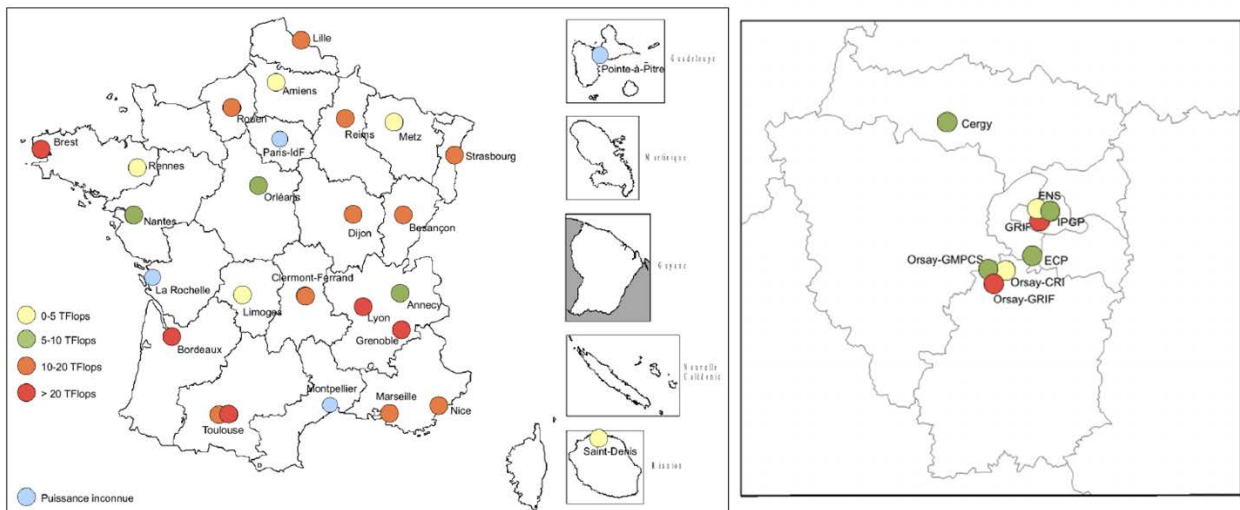 Lille
Amiens
Rouen
Reims
Metz
Paris-IdF
Brest
Strasbourg
Rennes
Orléans
Nantes
Dijon
Besançon
Clermont-Ferrand
La Rochelle
Limoges
Annecy
Lyon
Grenoble
Bordeaux
Montpellier
Marseille
Nice
Toulouse
0-5 TFlops
5-10 TFlops
10-20 TFlops
> 20 TFlops
Puissance inconnue
Pointe-à-Pitre
Guadeloupe
Martinique
Guyane
Nouvelle
Calédonie
Saint-Denis
Réunion
Cergy
ENS
GRIF
IPGP
ECP
Orsay-GMPCS
Orsay-CRI
Orsay-GRIF